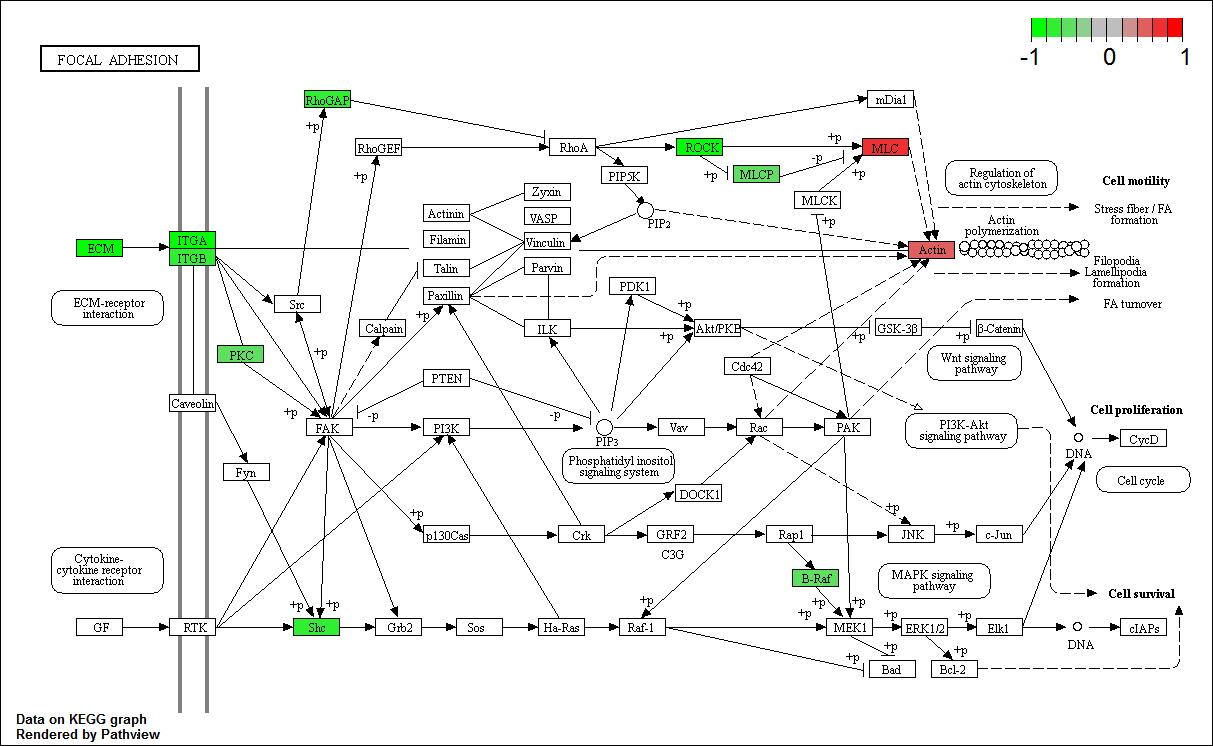 -1 0 1
FOCAL ADHESION
RhoGAP
mDia1
+p
RhoGEF
RhoA
ROCK
+p
MLC
-p
+p
+p
PIP5K
MLCP
+p
Regulation of
actin cytoskeleton
Cell motility
Zyxin
MLCK
Actinin
VASP
PIP2
+p
Stress fiber / FA
formation
Actin
polymerization
ECM
ITGA
ITGB
Filamin
Vinculin
Actin
Talin
Parvin
Filopodia
Lamellipodia
formation
ECM-receptor
interaction
Src
Paxillin
PDK1
+p
FA turnover
+p
Calpain
ILK
Akt/PKB
+p
GSK-3β
+p
β-Catenin
PKC
+p
Wnt signaling
pathway
Cdc42
PTEN
Caveolin
+p
-p
-p
Cell proliferation
FAK
PI3K
PIP3
Vav
Rac
PAK
PI3K-Akt
signaling pathway
CycD
DNA
Fyn
Phosphatidyl inositol
signaling system
Cell cycle
DOCK1
+p
+p
p130Cas
Crk
GRF2
C3G
Rap1
JNK
+p
c-Jun
Cytokine-
cytokine receptor
interaction
B-Raf
MAPK signaling
pathway
Cell survival
+p
+p
+p
+p
+p
+p
+p
GF
RTK
Shc
Grb2
Sos
Ha-Ras
Raf-1
MEK1
ERK1/2
Elk1
DNA
cIAPs
+p
+p
+p
Bad
Bcl-2
Data on KEGG graph
Rendered by Pathview